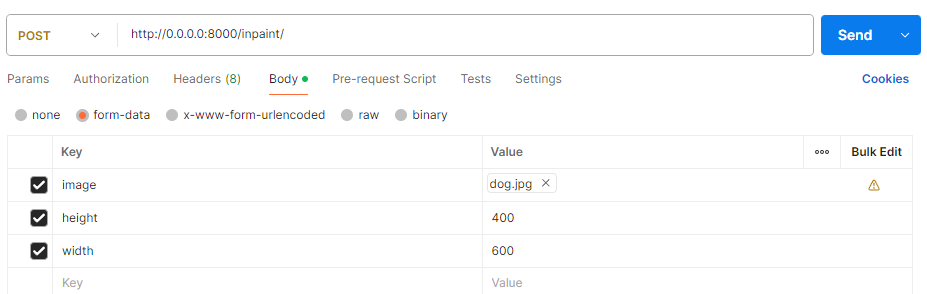 POST http://0.0.0.0:8000/inpaint/ Send
Params Authorization Headers (8) Body Pre-request Script Tests Settings Cookies
none form-data x-www-form-urlencoded raw binary
Key Value Bulk Edit
image dog.jpg
height 400
width 600
Key Value